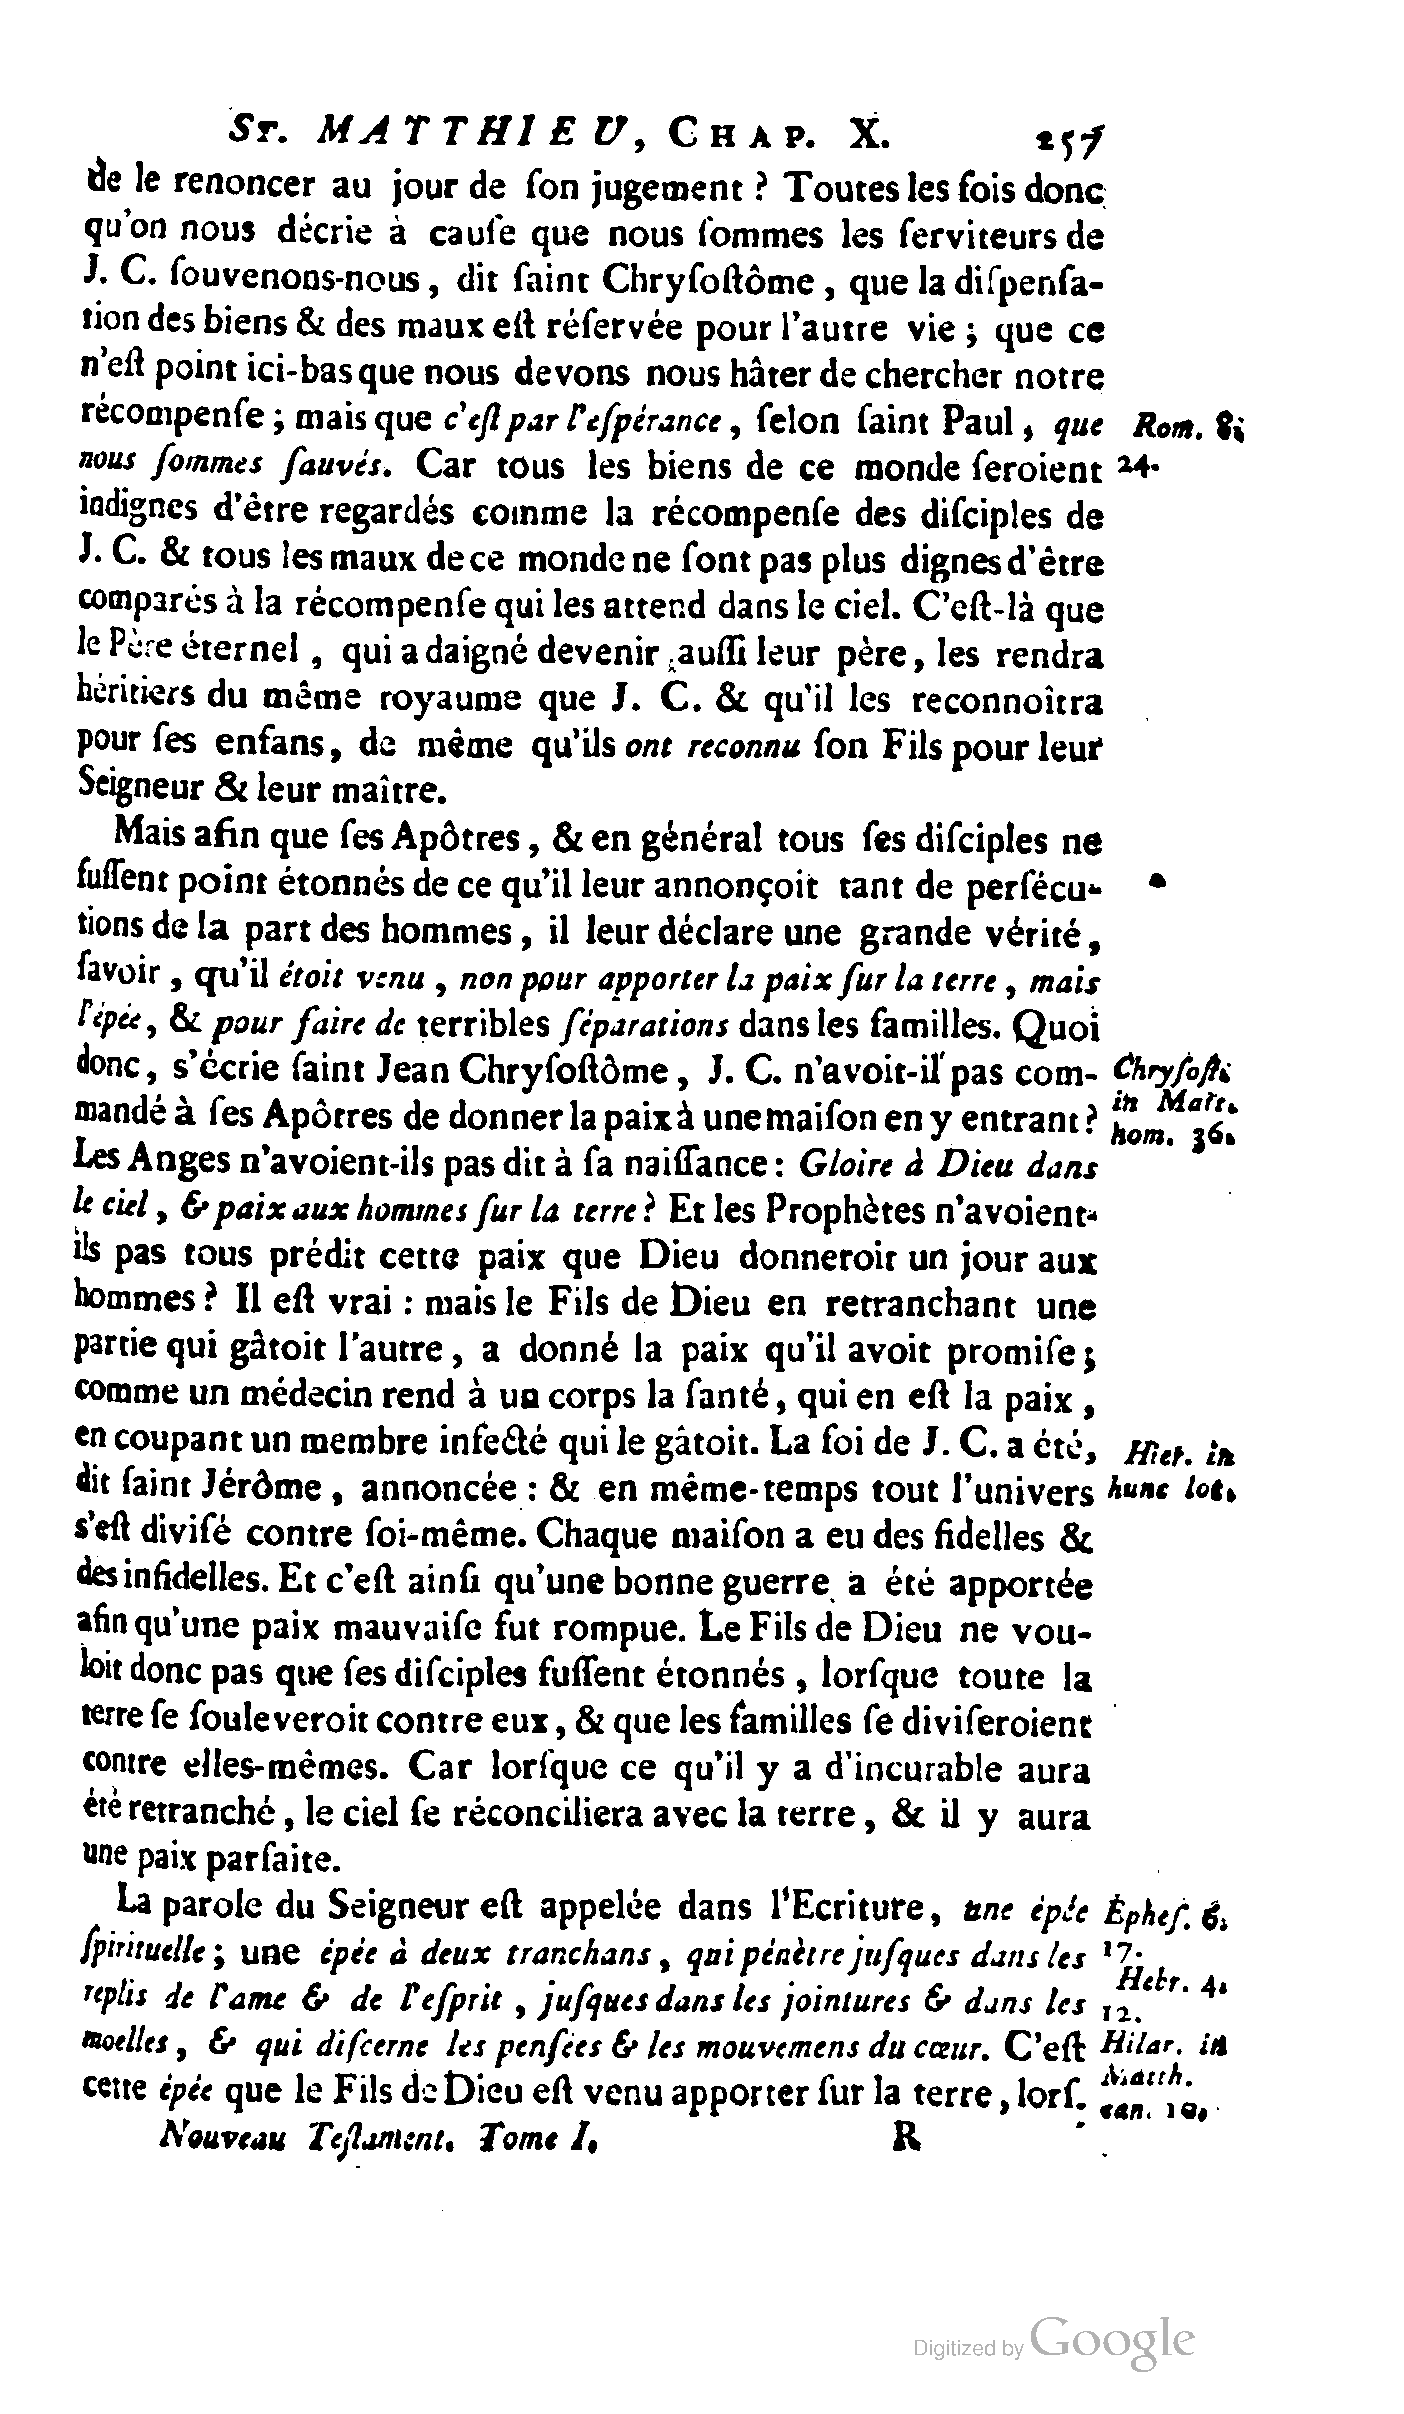 St. MATTHIEU, CHAP. X. 257
de le renoncer au jour de ſon jugement ? Toutes les fois donc
qu'on nous décrie à cauſe que nous ſommes les ſerviteurs de
J. C. ſouvenons-nous, dit ſaint Chryſoſtôme, que la diſpenſa-
tion des biens & des maux eſt réſervée pour l'autre vie ; que ce
n'eſt point ici-bas que nous devons nous hâter de chercher notre
récompenſe ; mais que c'eſt par l'eſpérance, ſelon ſaint Paul, que Rom. 8.
nous ſommes ſauvés. Car tous les biens de ce monde ſeroient 24.
indignes d'être regardés comme la récompenſe des diſciples de
J. C. & tous les maux de ce monde ne ſont pas plus dignes d'être
comparés à la récompenſe qui les attend dans le ciel. C'eſt-là que
le Père éternel, qui a daigné devenir auſſi leur père, les rendra
héritiers du même royaume que J. C. & qu'il les reconnoîtra
pour ſes enfans, de même qu'ils ont reconnu ſon Fils pour leur
Seigneur & leur maître.
Mais afin que ſes Apôtres, & en général tous ſes diſciples ne
fuſſent point étonnés de ce qu'il leur annonçoit tant de perſécu-
tions de la part des hommes, il leur déclare une grande vérité,
ſavoir, qu'il étoit venu, non pour apporter la paix ſur la terre, mais
l'épée, & pour faire de terribles ſéparations dans les familles. Quoi
donc, s'écrie ſaint Jean Chryſoſtôme, J. C. n'avoit-il pas com- Chryſoſt.
mandé à ſes Apôtres de donner la paix à une maiſon en y entrant ? in Matt.
hom. 36.
Les Anges n'avoient-ils pas dit à ſa naiſſance : Gloire à Dieu dans
le ciel, & paix aux hommes ſur la terre ? Et les Prophètes n'avoient-
ils pas tous prédit cette paix que Dieu donneroit un jour aux
hommes ? Il eſt vrai : mais le Fils de Dieu en retranchant une
partie qui gâtoit l'autre, a donné la paix qu'il avoit promiſe ;
comme un médecin rend à un corps la ſanté, qui en eſt la paix,
en coupant un membre infecté qui le gâtoit. La foi de J. C. a été, Hier. in
dit ſaint Jérôme, annoncée : & en même-temps tout l'univers hunc loc.
s'eſt diviſé contre ſoi-même. Chaque maiſon a eu des fidelles &
des infidelles. Et c'eſt ainſi qu'une bonne guerre a été apportée
afin qu'une paix mauvaiſe fut rompue. Le Fils de Dieu ne vou-
loit donc pas que ſes diſciples fuſſent étonnés, lorſque toute la
terre ſe ſouleveroit contre eux, & que les familles ſe diviſeroient
contre elles-mêmes. Car lorſque ce qu'il y a d'incurable aura
été retranché, le ciel ſe réconciliera avec la terre, & il y aura
une paix parfaite.
La parole du Seigneur eſt appelée dans l'Ecriture, une épée Epheſ. 6.
ſpirituelle ; une épée à deux tranchans, qui pénètre juſques dans les 17.
Hebr. 4.
replis de l'ame & de l'eſprit, juſques dans les jointures & dans les 12.
moelles, & qui diſcerne les penſées & les mouvemens du cœur. C'eſt Hilar. in
cette épée que le Fils de Dieu eſt venu apporter ſur la terre, lorſ- Matth.
can. 10.
Nouveau Teſtament. Tome I. R
Digitized by Google